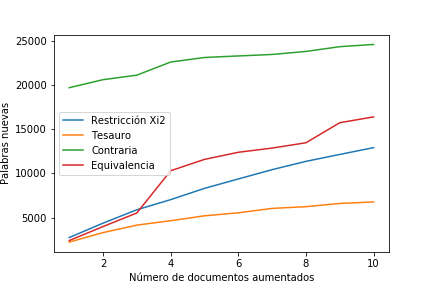 25000
20000
15000
10000
5000
Palabras nuevas
Restricción Xi2
Tesauro
Contraria
Equivalencia
2 4 6 8 10
Número de documentos aumentados